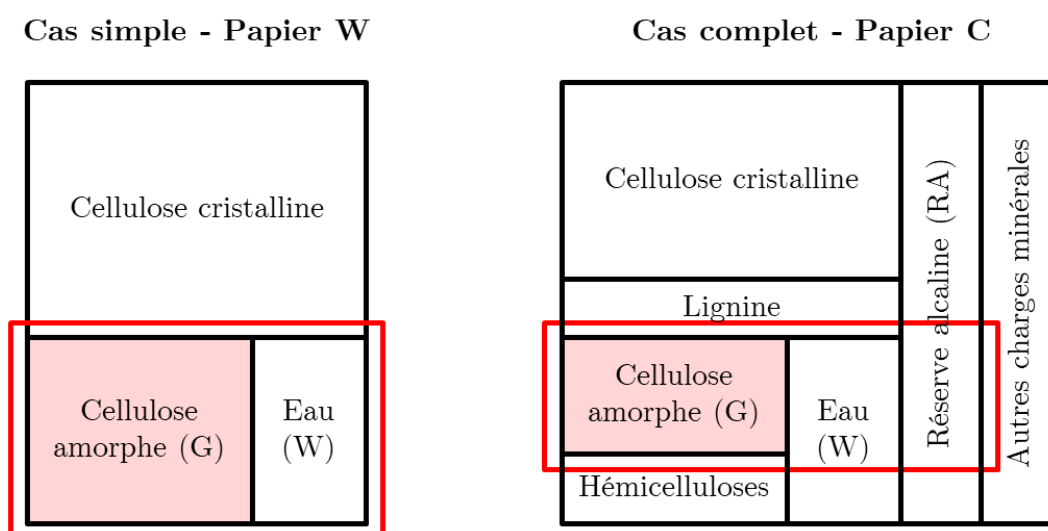 Cas simple - Papier W
Cellulose cristalline
Cellulose
amorphe (G)
Eau
(W)
Cas complet - Papier C
Cellulose cristalline
Lignine
Cellulose
amorphe (G)
Hémicelluloses
Eau
(W)
Réserve alcaline (RA)
Autres charges minérales